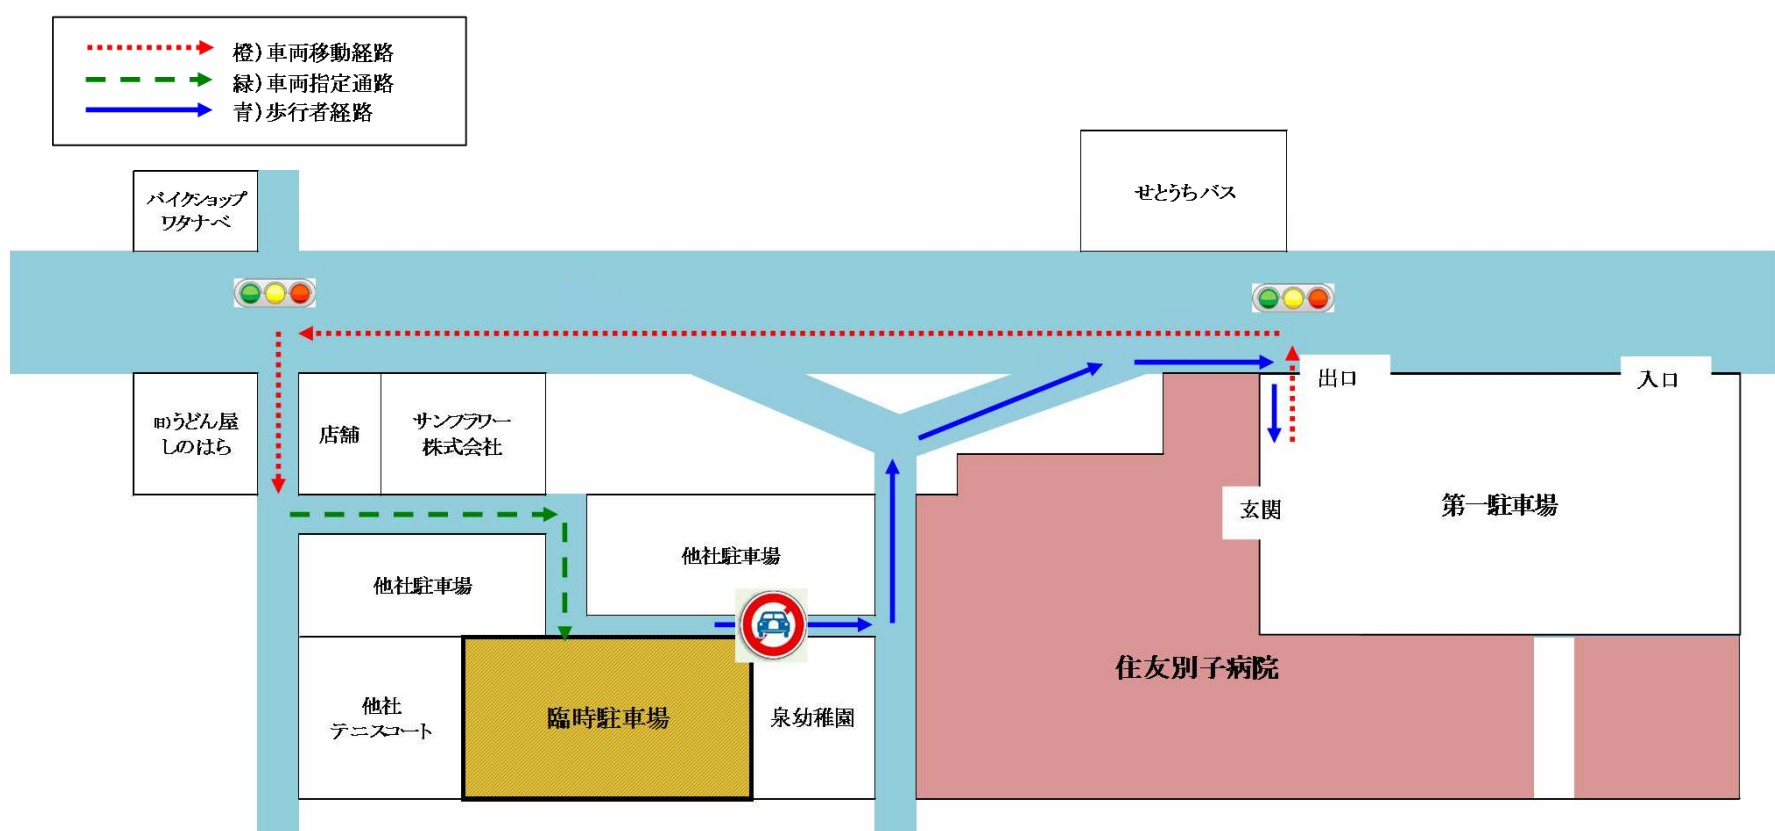 橙)車両移動経路
緑)車両指定通路
青)歩行者経路
バイクショップ
ワタナベ
せとうちバス
旧)うどん屋
しのはら
店舗
サンフラワー
株式会社
出口
入口
玄関
第一駐車場
他社駐車場
他社駐車場
住友別子病院
他社
テニスコート
臨時駐車場
泉幼稚園